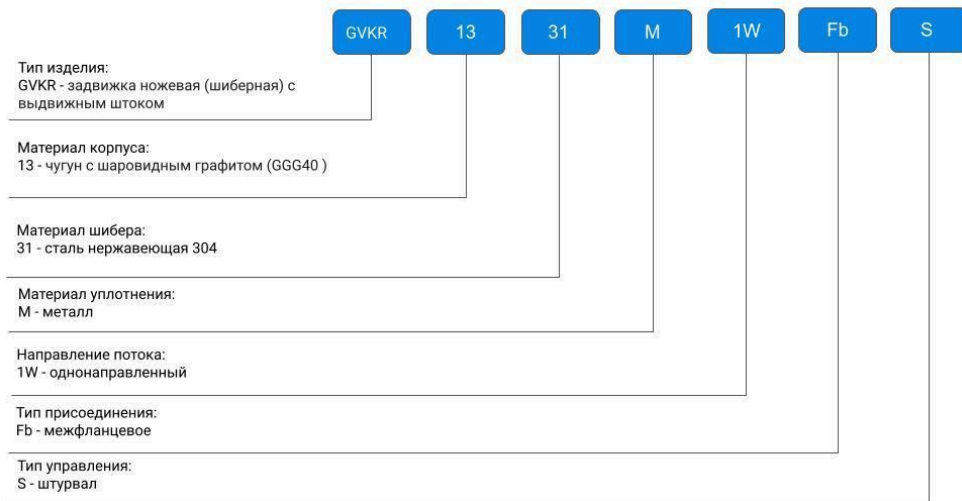 GVKR 13 31 M 1W Fb S
Тип изделия:
GVKR - задвижка ножевая (шиберная) с
выдвижным штоком
Материал корпуса:
13 - чугун с шаровидным графитом (GGG40 )
Материал шибера:
31 - сталь нержавеющая 304
Материал уплотнения:
М - металл
Направление потока:
1W - однонаправленный
Тип присоединения:
Fb - межфланцевое
Тип управления:
S - штурвал